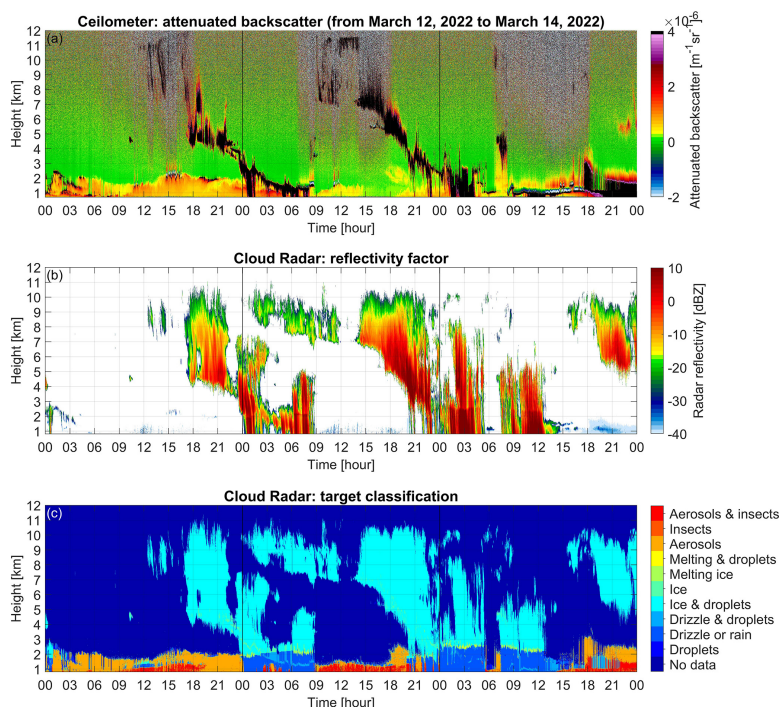 Ceilometer: attenuated backscatter (from March 12, 2022 to March 14, 2022)
(a)
Height [km]
12
11
10
9
8
7
6
5
4
3
2
1
00 03 06 09 12 15 18 21 00 03 06 09 12 15 18 21 00 03 06 09 12 15 18 21 00
Time [hour]
×10⁻⁶
4
2
0
-2
Attenuated backscatter [m⁻¹sr⁻¹]
Cloud Radar: reflectivity factor
(b)
Height [km]
12
11
10
9
8
7
6
5
4
3
2
1
00 03 06 09 12 15 18 21 00 03 06 09 12 15 18 21 00 03 06 09 12 15 18 21 00
Time [hour]
10
0
-10
-20
-30
-40
Radar reflectivity [dBZ]
Cloud Radar: target classification
(c)
Height [km]
12
11
10
9
8
7
6
5
4
3
2
1
00 03 06 09 12 15 18 21 00 03 06 09 12 15 18 21 00 03 06 09 12 15 18 21 00
Time [hour]
Aerosols & insects
Insects
Aerosols
Melting & droplets
Melting ice
Ice
Ice & droplets
Drizzle & droplets
Drizzle or rain
Droplets
No data